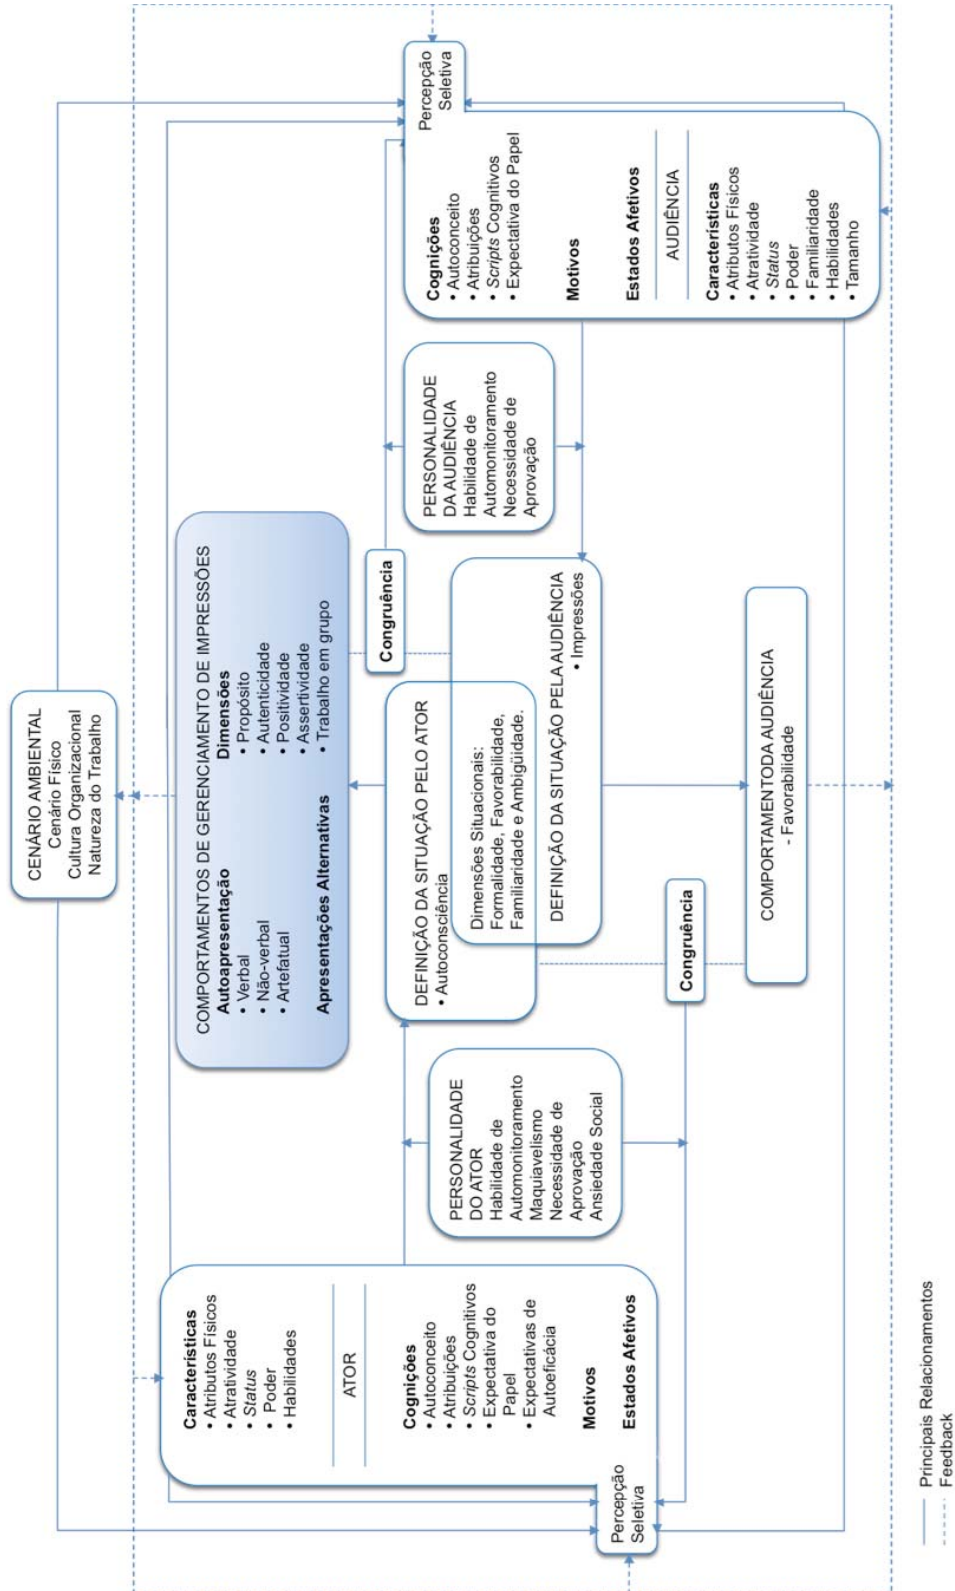 CENÁRIO AMBIENTAL
Cenário Físico
Cultura Organizacional
Natureza do Trabalho
COMPORTAMENTOS DE GERENCIAMENTO DE IMPRESSÕES
Autoapresentação
• Verbal
• Não-verbal
• Artefatual
Apresentações Alternativas
Dimensões
• Propósito
• Autenticidade
• Positividade
• Assertividade
• Trabalho em grupo
Características
• Atributos Físicos
• Atratividade
• Status
• Poder
• Habilidades
ATOR
Cognições
• Autoconceito
• Atribuições
• Scripts Cognitivos
• Expectativa do
Papel
• Expectativas de
Autoeficácia
Motivos
Estados Afetivos
Percepção
Seletiva
PERSONALIDADE
DO ATOR
Habilidade de
Automonitoramento
Maquiavelismo
Necessidade de
Aprovação
Ansiedade Social
DEFINIÇÃO DA SITUAÇÃO PELO ATOR
• Autoconsciência
Dimensões Situacionais:
Formalidade, Favorabilidade,
Familiaridade e Ambigüidade.
DEFINIÇÃO DA SITUAÇÃO PELA AUDIÊNCIA
• Impressões
Congruência
Congruência
PERSONALIDADE
DA AUDIÊNCIA
Habilidade de
Automonitoramento
Necessidade de
Aprovação
Percepção
Seletiva
Cognições
• Autoconceito
• Atribuições
• Scripts Cognitivos
• Expectativa do Papel
Motivos
Estados Afetivos
AUDIÊNCIA
Características
• Atributos Físicos
• Atratividade
• Status
• Poder
• Familiaridade
• Habilidades
• Tamanho
COMPORTAMENTODA AUDIÊNCIA
- Favorabilidade
Principais Relacionamentos
Feedback